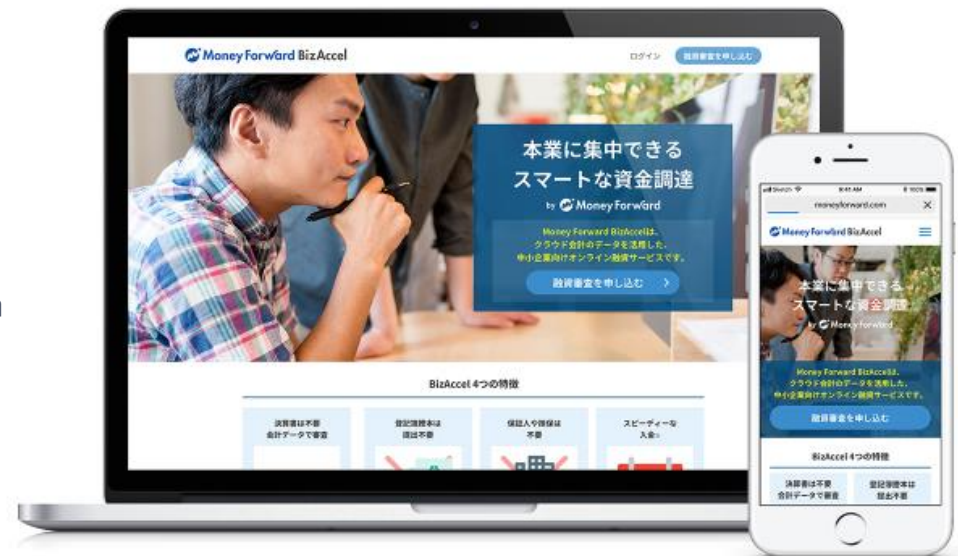 Money Forward BizAccel
ログイン
融資審査を申し込む
本業に集中できる
スマートな資金調達
by Money Forward
Money Forward BizAccelは、
クラウド会計のデータを活用した、
中小企業向けオンライン融資サービスです。
融資審査を申し込む
BizAccel 4つの特徴
決算書は不要
会計データで審査
登記簿謄本は
提出不要
保証人や担保は
不要
スピーディーな
入金
Sketch
9:41 AM
100%
moneyforward.com
Money Forward BizAccel
本業に集中できる
スマートな資金調達
by Money Forward
Money Forward BizAccelは、
クラウド会計のデータを活用した、
中小企業向けオンライン融資サービスです。
融資審査を申し込む
BizAccel 4つの特徴
決算書は不要
会計データで審査
登記簿謄本は
提出不要